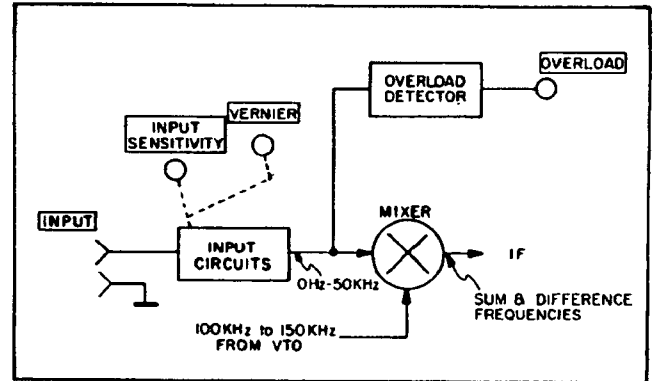 OVERLOAD
OVERLOAD
DETECTOR
VERNIER
INPUT
SENSITIVITY
MIXER
INPUT
INPUT
CIRCUITS
IF
0HZ-50KHZ
SUM & DIFFERENCE
FREQUENCIES
100KHZ to 150KHZ
FROM VTO